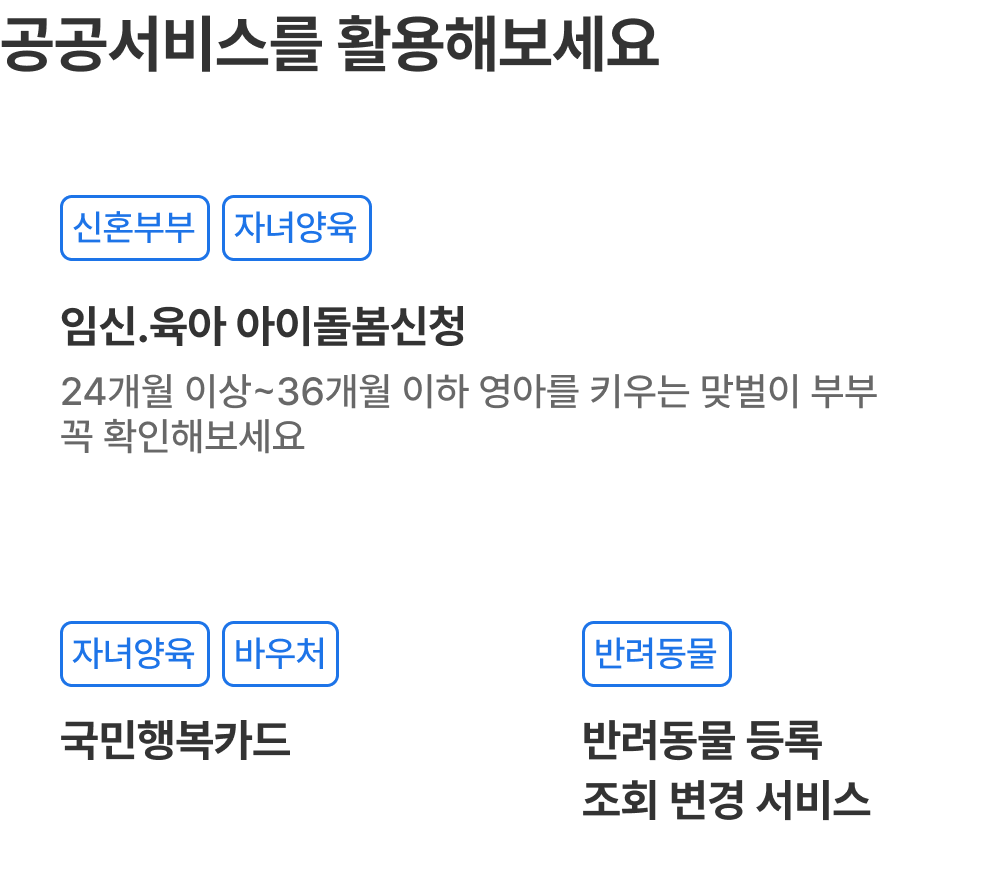 공공서비스를 활용해보세요
신혼부부 자녀양육
임신.육아 아이돌봄신청
24개월 이상~36개월 이하 영아를 키우는 맞벌이 부부
꼭 확인해보세요
자녀양육 바우처
국민행복카드
반려동물
반려동물 등록
조회 변경 서비스